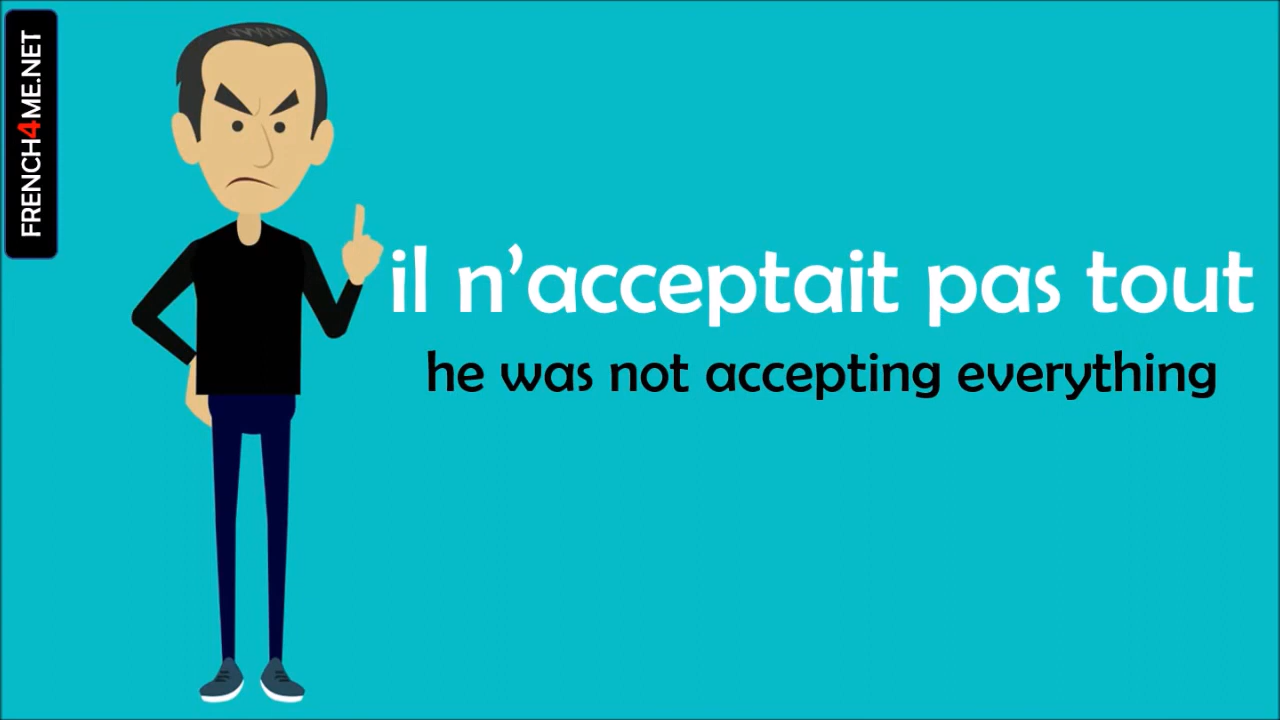 FRENCH4ME.NET
il n’acceptait pas tout
he was not accepting everything